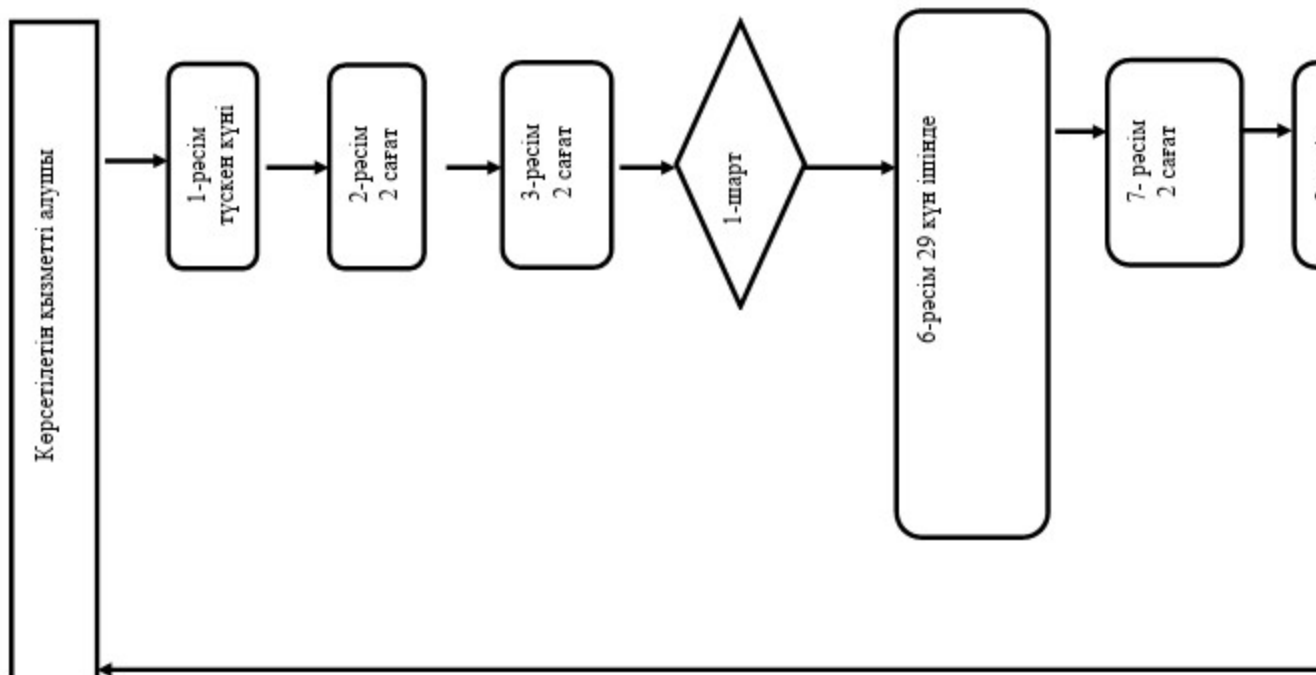 Көрсетілетін қызметті алушы
1-рәсім
түскен күні
2-рәсім
2 сағат
3-рәсім
2 сағат
1-шарт
6-рәсім 29 күн ішінде
7- рәсім
2 сағат